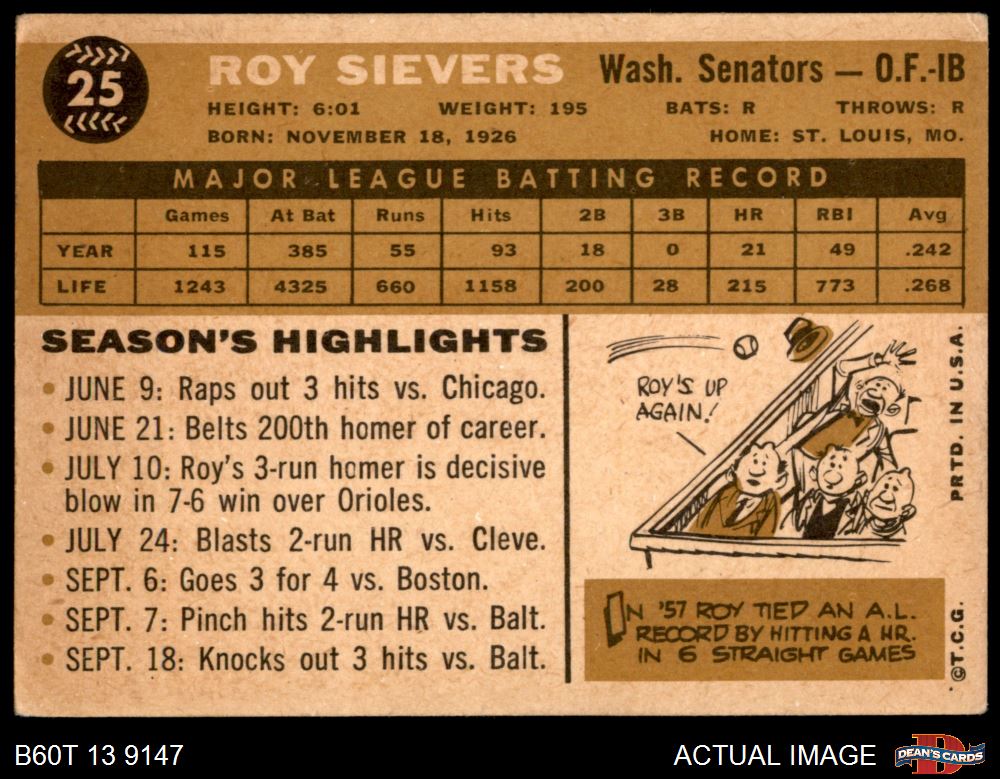 25
ROY SIEVERS Wash. Senators — O.F.-1B
HEIGHT: 6:01 WEIGHT: 195 BATS: R THROWS: R
BORN: NOVEMBER 18, 1926 HOME: ST. LOUIS, MO.
MAJOR LEAGUE BATTING RECORD
Games At Bat Runs Hits 2B 3B HR RBI Avg
YEAR 115 385 55 93 18 0 21 49 .242
LIFE 1243 4325 660 1158 200 28 215 773 .268
SEASON'S HIGHLIGHTS
• JUNE 9: Raps out 3 hits vs. Chicago.
• JUNE 21: Belts 200th homer of career.
• JULY 10: Roy's 3-run homer is decisive
blow in 7-6 win over Orioles.
• JULY 24: Blasts 2-run HR vs. Cleve.
• SEPT. 6: Goes 3 for 4 vs. Boston.
• SEPT. 7: Pinch hits 2-run HR vs. Balt.
• SEPT. 18: Knocks out 3 hits vs. Balt.
ROY'S UP
AGAIN!
IN '57 ROY TIED AN A.L.
RECORD BY HITTING A HR.
IN 6 STRAIGHT GAMES
PRTD. IN U.S.A.
©T.C.G.
B60T 13 9147
ACTUAL IMAGE
D
DEAN'S CARDS